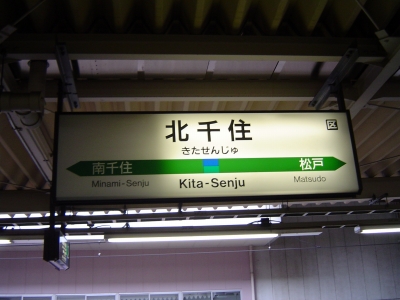 北千住
区
きたせんじゅ
南千住
松戸
Minami-Senju
Kita-Senju
Matsudo